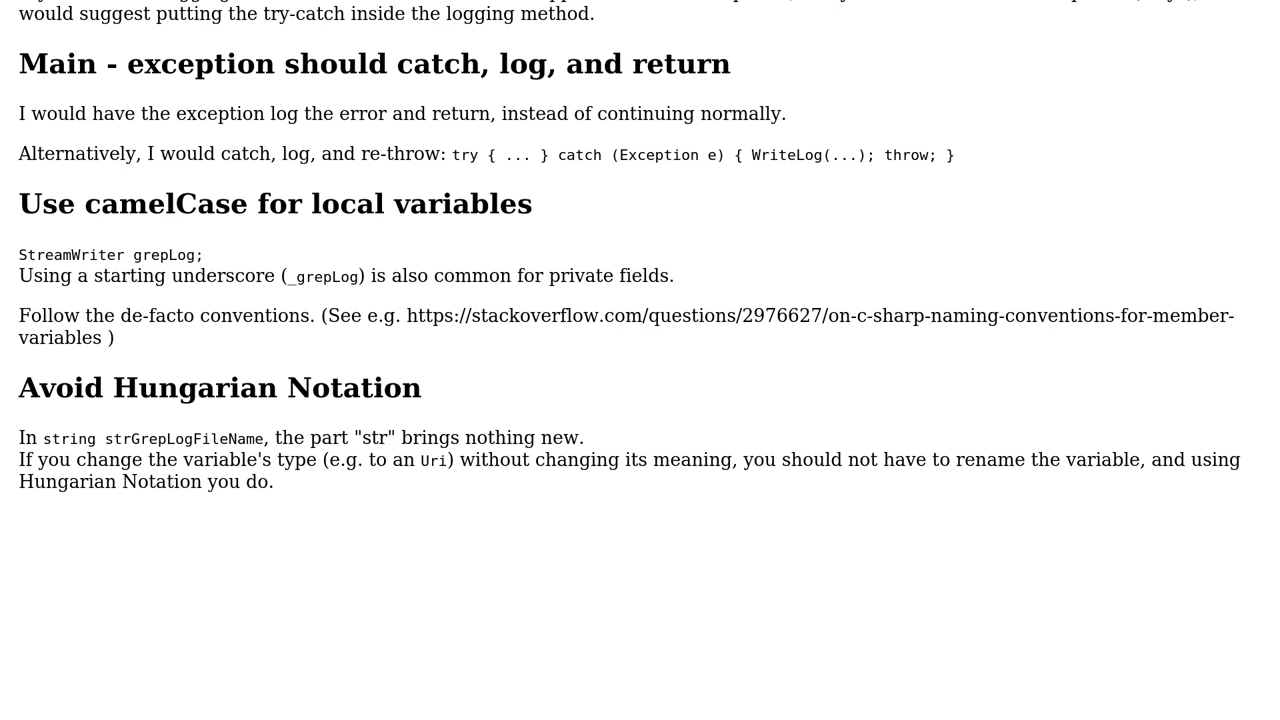 would suggest putting the try-catch inside the logging method.
Main - exception should catch, log, and return
I would have the exception log the error and return, instead of continuing normally.
Alternatively, I would catch, log, and re-throw: try { ... } catch (Exception e) { WriteLog(...); throw; }
Use camelCase for local variables
StreamWriter grepLog;
Using a starting underscore (_grepLog) is also common for private fields.
Follow the de-facto conventions. (See e.g. https://stackoverflow.com/questions/2976627/on-c-sharp-naming-conventions-for-member-
variables )
Avoid Hungarian Notation
In string strGrepLogFileName, the part "str" brings nothing new.
If you change the variable's type (e.g. to an Uri) without changing its meaning, you should not have to rename the variable, and using
Hungarian Notation you do.